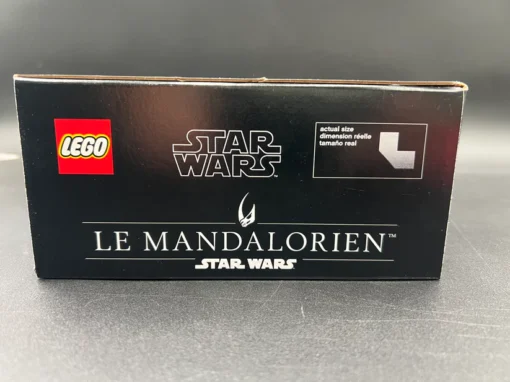 LEGO
STAR
WARS
actual size
dimension réelle
tamaño real
LE MANDALORIEN™
STAR WARS